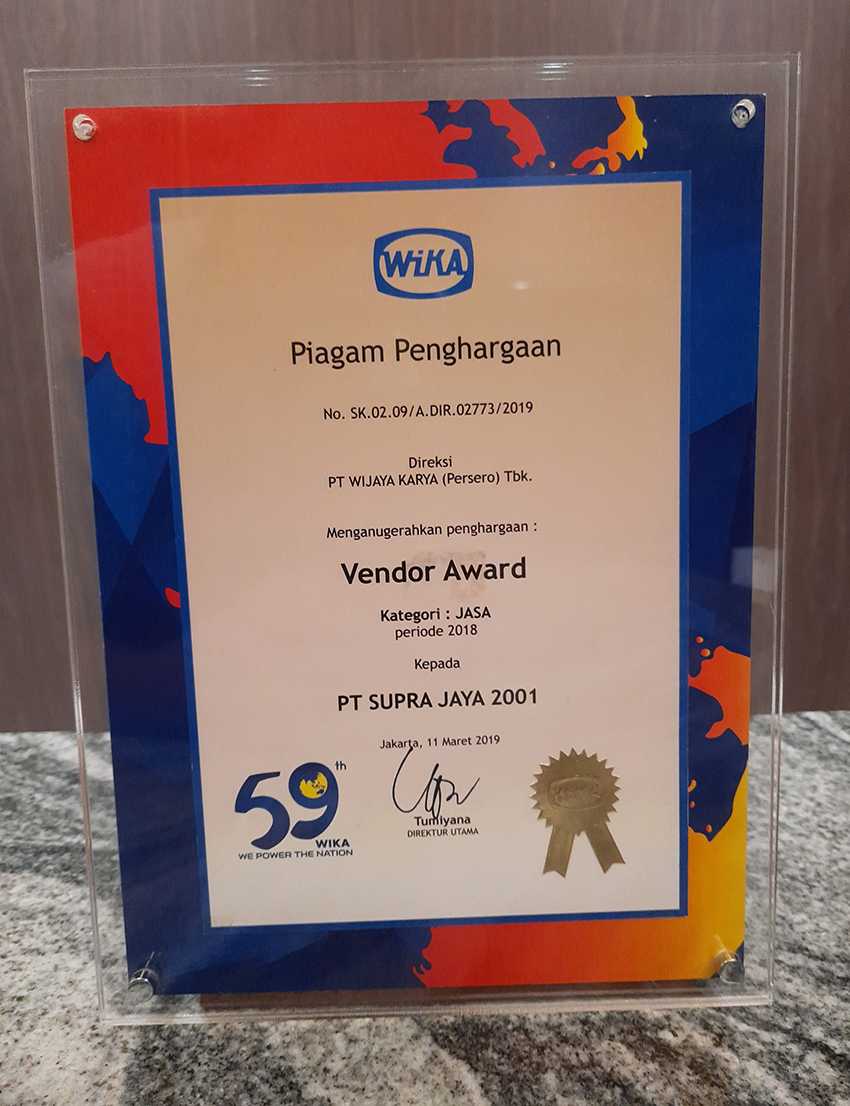 WiKA
Piagam Penghargaan
No. SK.02.09/A.DIR.02773/2019
Direksi
PT WIJAYA KARYA (Persero) Tbk.
Menganugerahkan penghargaan :
Vendor Award
Kategori : JASA
periode 2018
Kepada
PT SUPRA JAYA 2001
Jakarta, 11 Maret 2019
59th
WIKA
WE POWER THE NATION
Tumiyana
DIREKTUR UTAMA